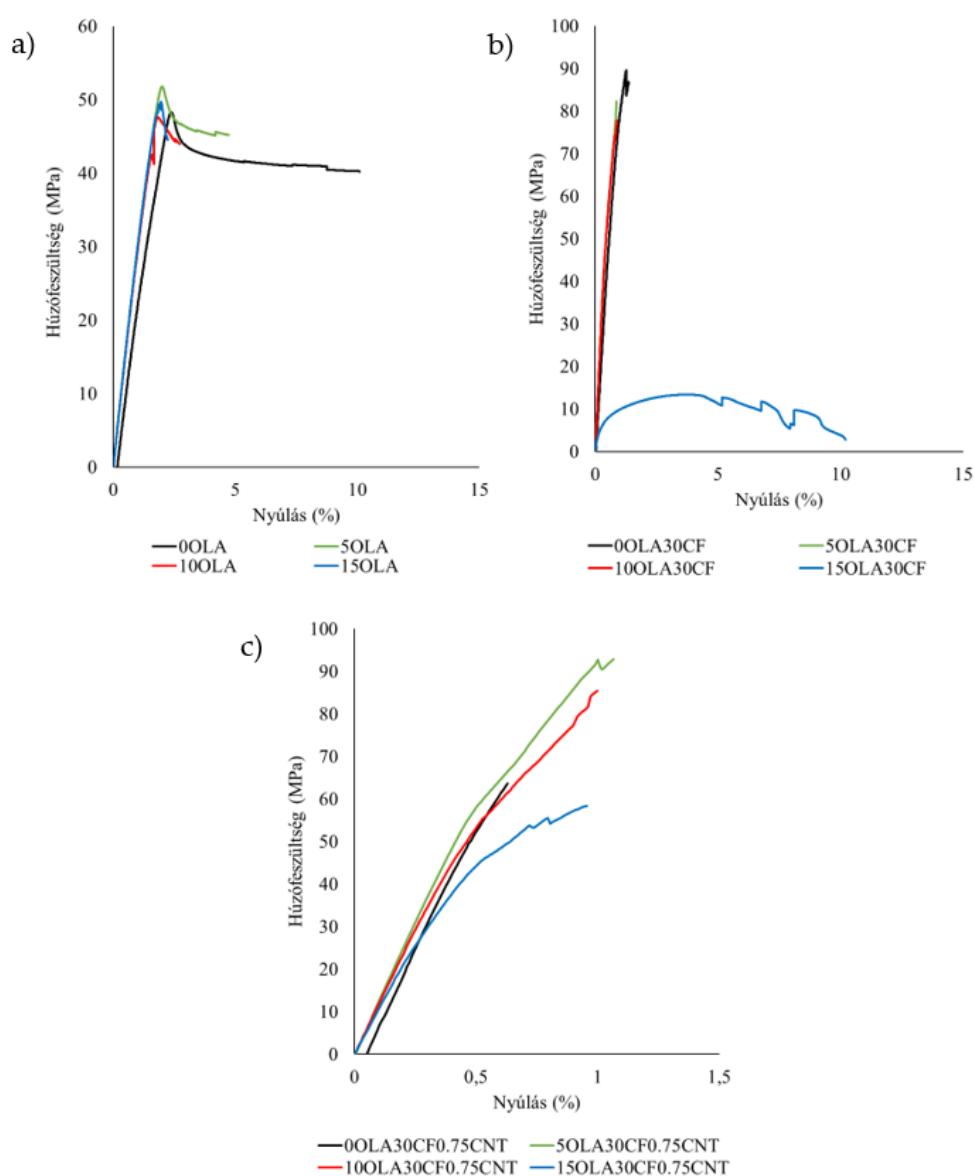 a)
60
50
40
30
20
10
0
Húzófeszültség (MPa)
0 5 10 15
Nyúlás (%)
0OLA 5OLA
10OLA 15OLA
b)
100
90
80
70
60
50
40
30
20
10
0
Húzófeszültség (MPa)
0 5 10 15
Nyúlás (%)
0OLA30CF 5OLA30CF
10OLA30CF 15OLA30CF
c)
100
90
80
70
60
50
40
30
20
10
0
Húzófeszültség (MPa)
0 0,5 1 1,5
Nyúlás (%)
0OLA30CF0.75CNT 5OLA30CF0.75CNT
10OLA30CF0.75CNT 15OLA30CF0.75CNT